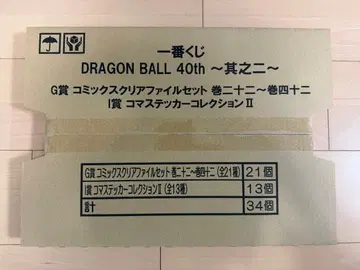 一番くじ
DRAGON BALL 40th ～其之二～
G賞 コミックスクリアファイルセット 巻二十二～巻四十二
I賞 コマステッカーコレクションⅡ
G賞 コミックスクリアファイルセット 巻二十二～巻四十二(全21種) 21個
I賞 コマステッカーコレクションⅡ(全13種) 13個
計 34個